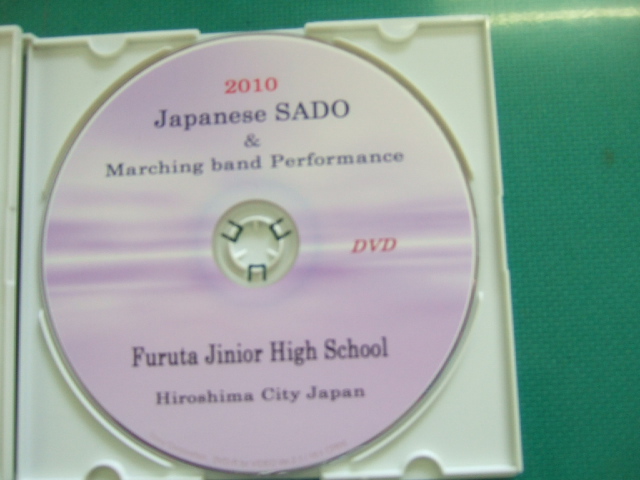 2010
Japanese SADO
&
Marching band Performance
DVD
Furuta Jinior High School
Hiroshima City Japan